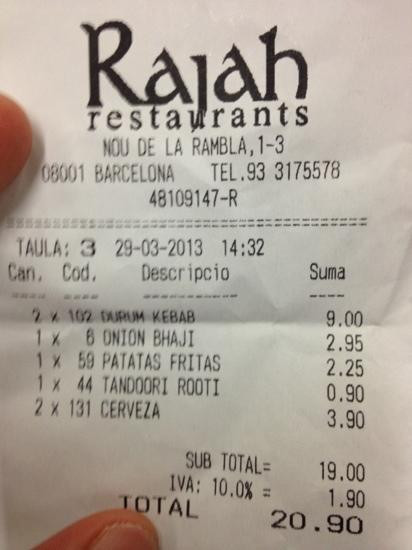 Rajah
restaurants
NOU DE LA RAMBLA,1-3
08001 BARCELONA TEL.93 3175578
48109147-R
TAULA: 3 29-03-2013 14:32
Can. Cod. Descripcio Suma
2 x 102 DURUM KEBAB 9.00
1 x 6 ONION BHAJI 2.95
1 x 59 PATATAS FRITAS 2.25
1 x 44 TANDOORI ROOTI 0.90
2 x 131 CERVEZA 3.90
SUB TOTAL= 19.00
IVA: 10.0% = 1.90
TOTAL 20.90